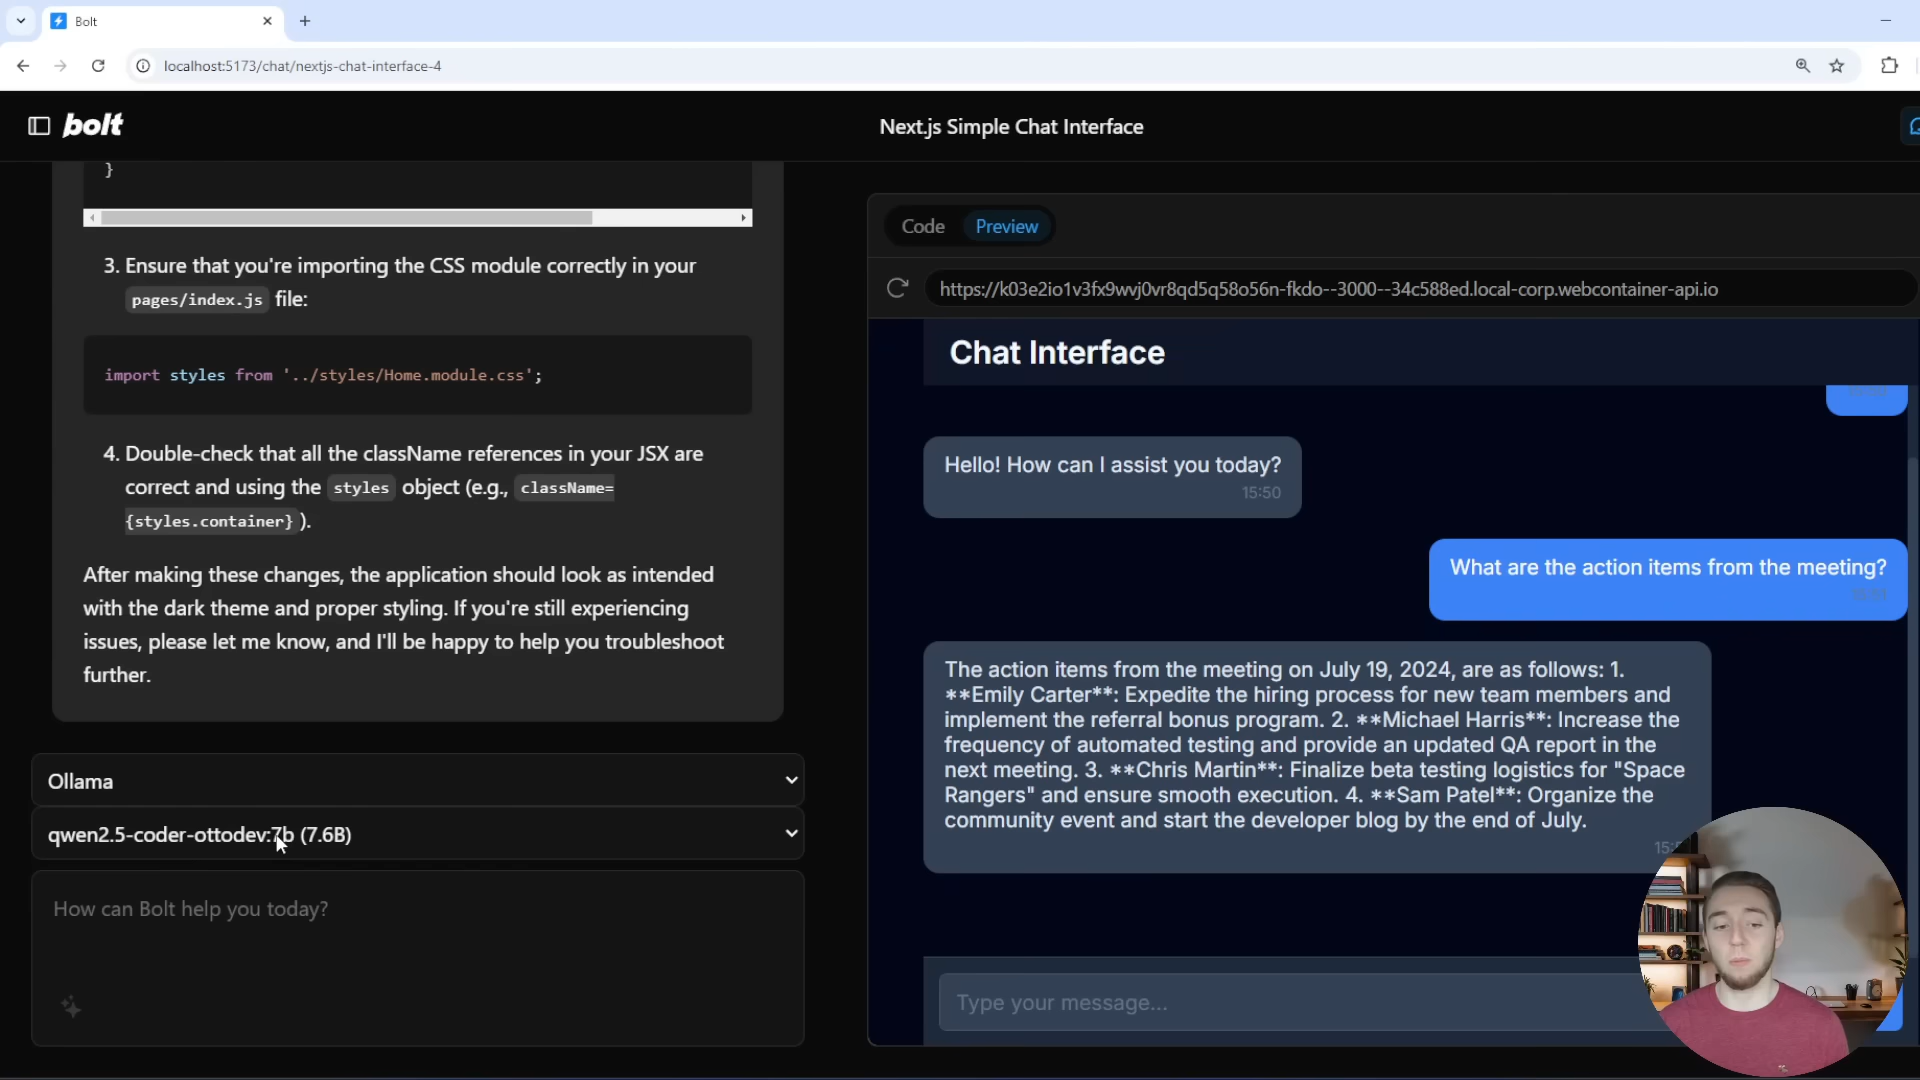 Bolt
localhost:5173/chat/nextjs-chat-interface-4
bolt
Next.js Simple Chat Interface
}
3. Ensure that you're importing the CSS module correctly in your
pages/index.js file:
import styles from '../styles/Home.module.css';
4. Double-check that all the className references in your JSX are
correct and using the styles object (e.g., className=
{styles.container} ).
After making these changes, the application should look as intended
with the dark theme and proper styling. If you're still experiencing
issues, please let me know, and I'll be happy to help you troubleshoot
further.
Ollama
qwen2.5-coder-ottodev:7b (7.6B)
How can Bolt help you today?
Code Preview
https://k03e2io1v3fx9wvj0vr8qd5q58o56n-fkdo--3000--34c588ed.local-corp.webcontainer-api.io
Chat Interface
Hello! How can I assist you today?
15:50
What are the action items from the meeting?
The action items from the meeting on July 19, 2024, are as follows: 1.
**Emily Carter**: Expedite the hiring process for new team members and
implement the referral bonus program. 2. **Michael Harris**: Increase the
frequency of automated testing and provide an updated QA report in the
next meeting. 3. **Chris Martin**: Finalize beta testing logistics for "Space
Rangers" and ensure smooth execution. 4. **Sam Patel**: Organize the
community event and start the developer blog by the end of July.
Type your message...